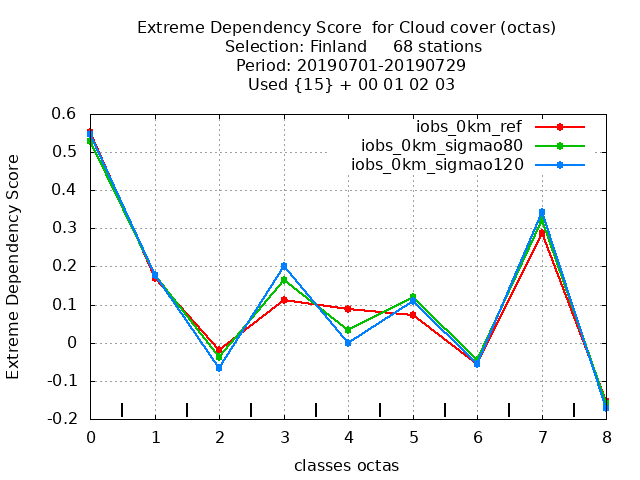 Extreme Dependency Score  for Cloud cover (octas)
Selection: Finland     68 stations
Period: 20190701-20190729
Used {15} + 00 01 02 03
iobs_0km_ref
iobs_0km_sigmao80
iobs_0km_sigmao120
Extreme Dependency Score
0.6
0.5
0.4
0.3
0.2
0.1
0
-0.1
-0.2
0 1 2 3 4 5 6 7 8
classes octas